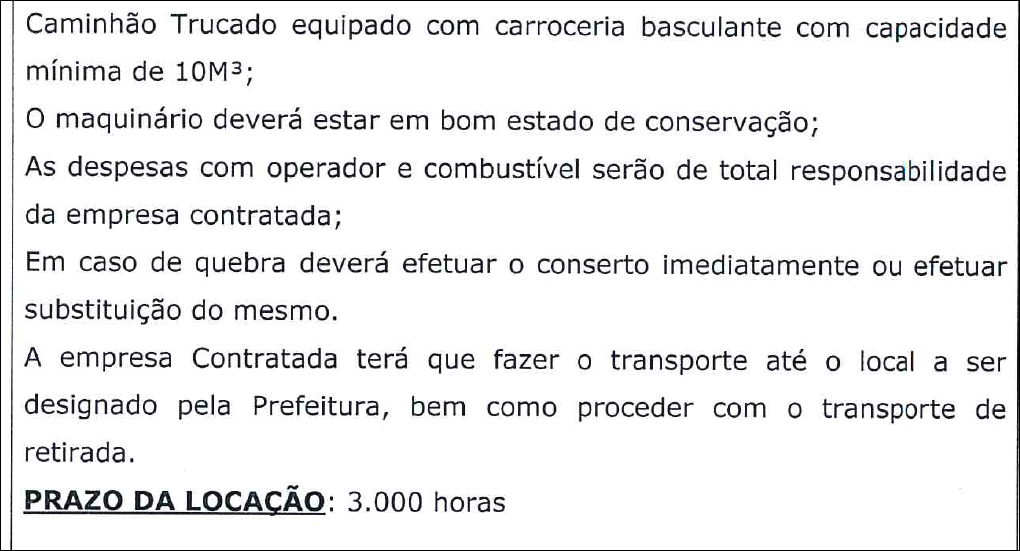 Caminhão Trucado equipado com carroceria basculante com capacidade
mínima de 10M³;
O maquinário deverá estar em bom estado de conservação;
As despesas com operador e combustível serão de total responsabilidade
da empresa contratada;
Em caso de quebra deverá efetuar o conserto imediatamente ou efetuar
substituição do mesmo.
A empresa Contratada terá que fazer o transporte até o local a ser
designado pela Prefeitura, bem como proceder com o transporte de
retirada.
PRAZO DA LOCAÇÃO: 3.000 horas